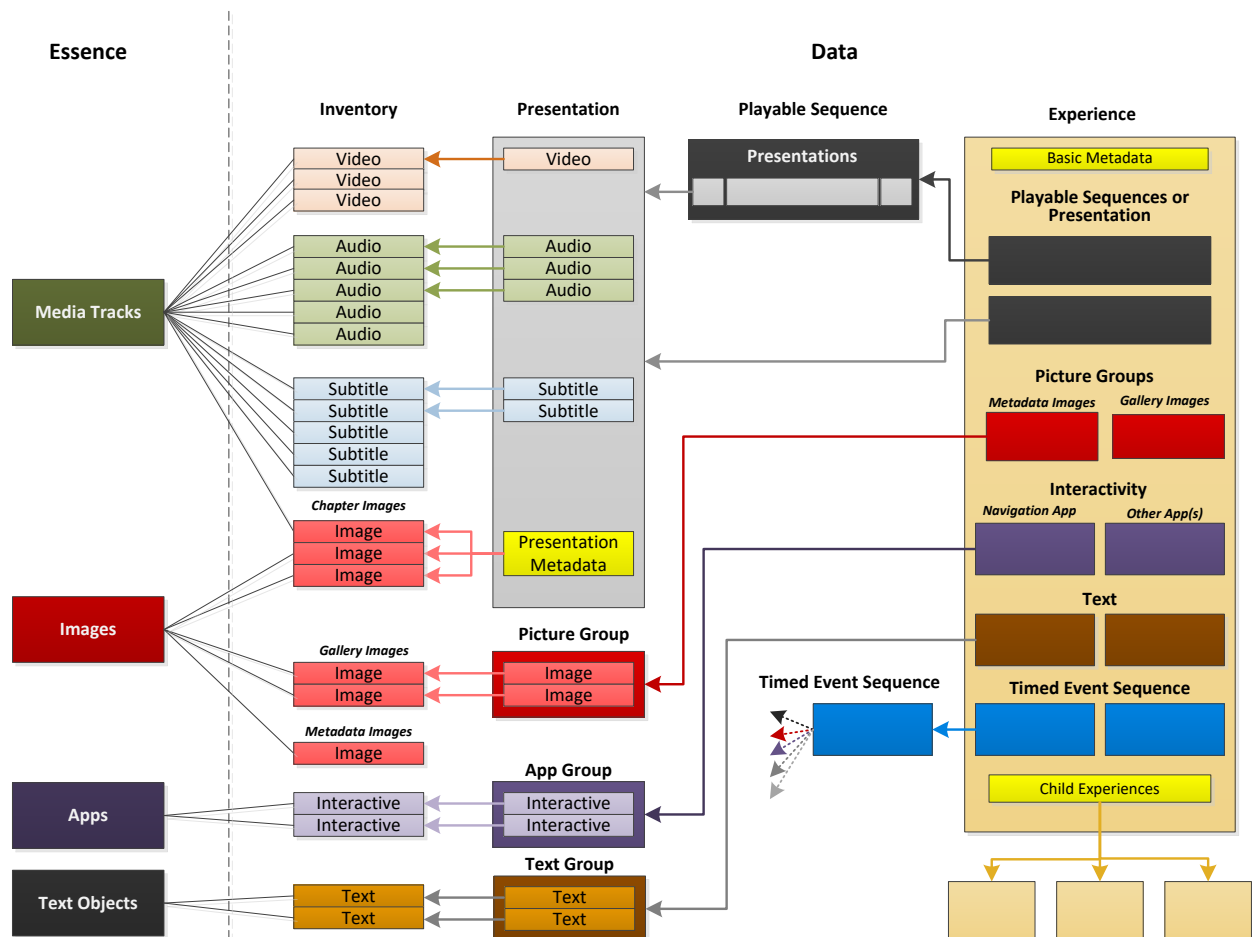 Essence
Data
Inventory
Presentation
Playable Sequence
Experience
Video
Video
Video
Video
Presentations
Basic Metadata
Playable Sequences or
Presentation
Audio
Audio
Audio
Audio
Audio
Audio
Audio
Audio
Media Tracks
Subtitle
Subtitle
Subtitle
Subtitle
Subtitle
Subtitle
Subtitle
Picture Groups
Metadata Images
Gallery Images
Chapter Images
Image
Image
Image
Presentation
Metadata
Interactivity
Navigation App
Other App(s)
Images
Text
Gallery Images
Image
Image
Picture Group
Image
Image
Timed Event Sequence
Timed Event Sequence
Metadata Images
Image
App Group
Child Experiences
Apps
Interactive
Interactive
Interactive
Interactive
Text Group
Text Objects
Text
Text
Text
Text